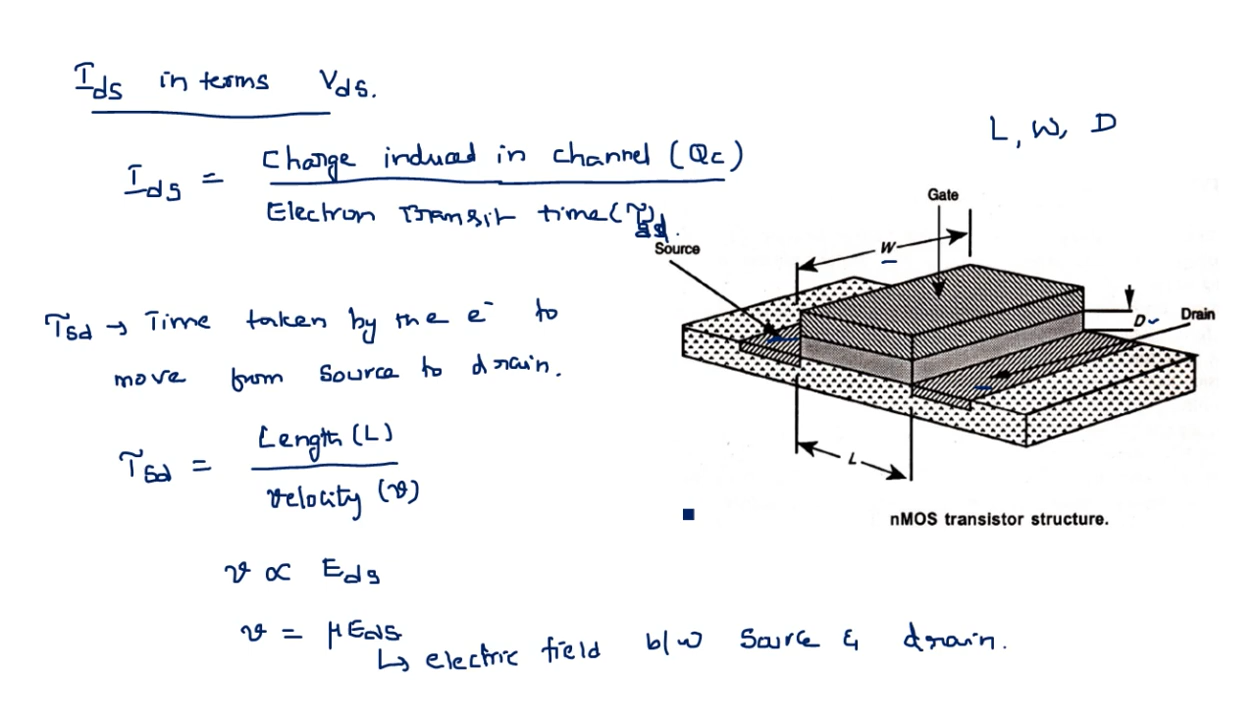 Ids in terms Vds.
L, W, D
Ids = Charge induced in channel (Qc)
Electron Transit time (τsd).
Gate
W
Source
D
Drain
τsd → Time taken by the e⁻ to
move from Source to drain.
τsd = Length (L)
velocity (v)
L
nMOS transistor structure.
v ∝ Eds
v = μEds
↳ electric field b/w Source & drain.